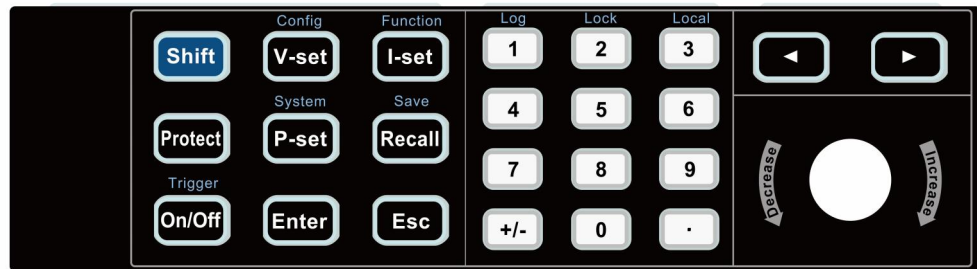 Config Function Log Lock Local
Shift V-set I-set 1 2 3 ◄ ►
System Save
4 5 6
Protect P-set Recall
Decrease Increase
7 8 9
Trigger
On/Off Enter Esc +/- 0 .